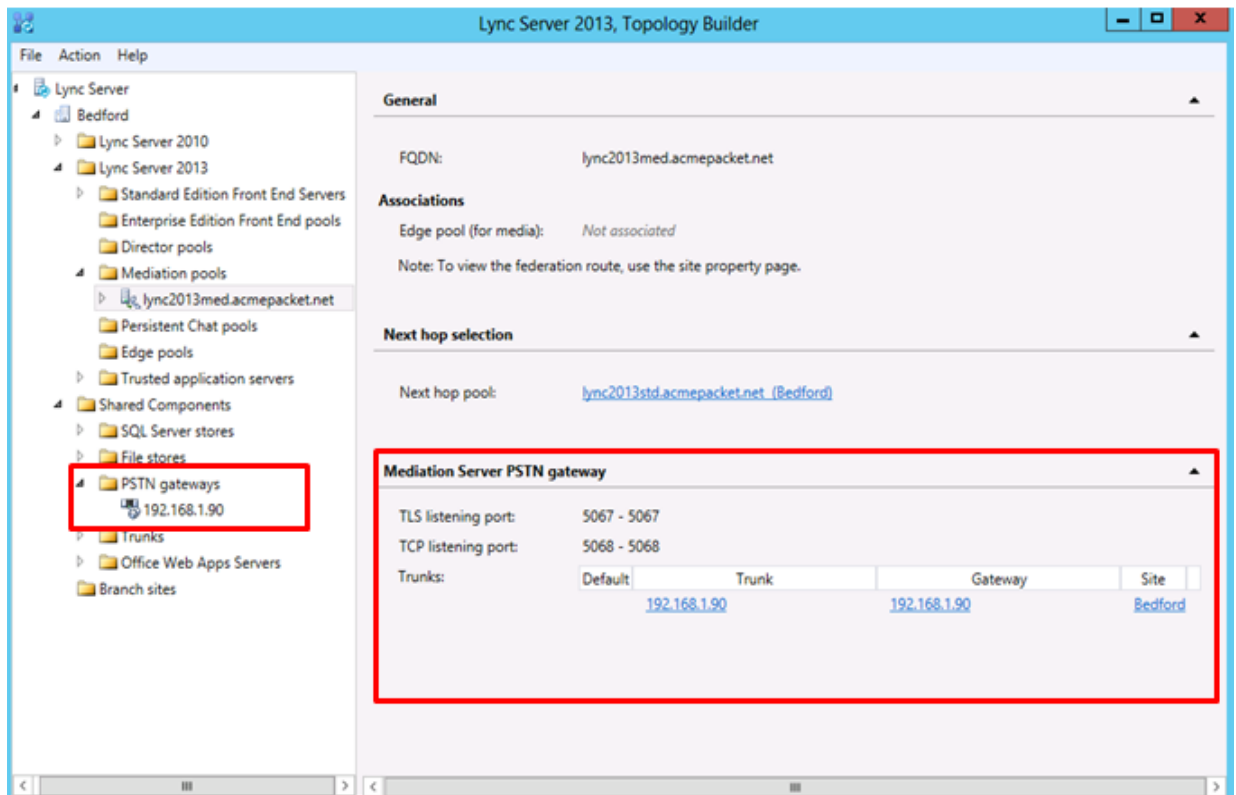 Lync Server 2013, Topology Builder
File Action Help
Lync Server
Bedford
Lync Server 2010
Lync Server 2013
Standard Edition Front End Servers
Enterprise Edition Front End pools
Director pools
Mediation pools
lync2013med.acmepacket.net
Persistent Chat pools
Edge pools
Trusted application servers
Shared Components
SQL Server stores
File stores
PSTN gateways
192.168.1.90
Trunks
Office Web Apps Servers
Branch sites
General
FQDN: lync2013med.acmepacket.net
Associations
Edge pool (for media): Not associated
Note: To view the federation route, use the site property page.
Next hop selection
Next hop pool: lync2013std.acmepacket.net (Bedford)
Mediation Server PSTN gateway
TLS listening port: 5067 - 5067
TCP listening port: 5068 - 5068
Trunks: Default Trunk Gateway Site
192.168.1.90 192.168.1.90 Bedford